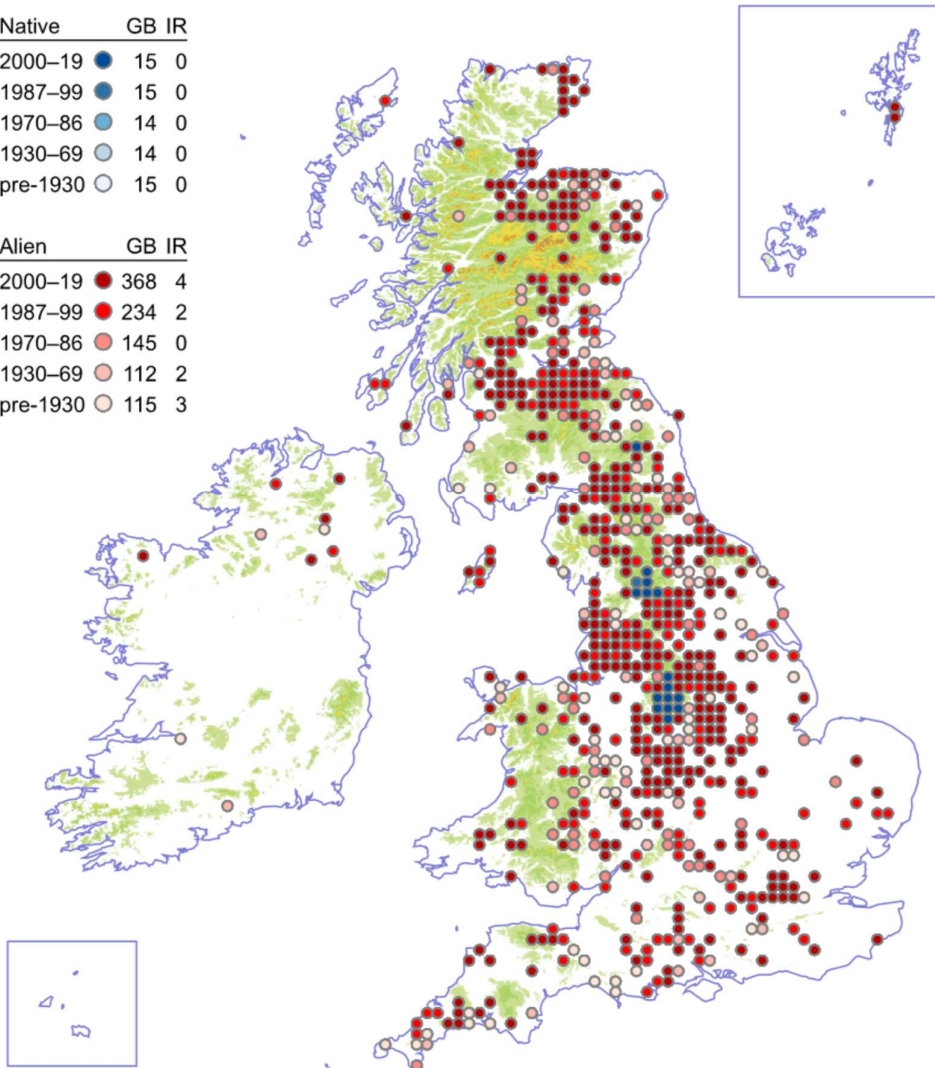 Native GB IR
2000–19 15 0
1987–99 15 0
1970–86 14 0
1930–69 14 0
pre-1930 15 0
Alien GB IR
2000–19 368 4
1987–99 234 2
1970–86 145 0
1930–69 112 2
pre-1930 115 3